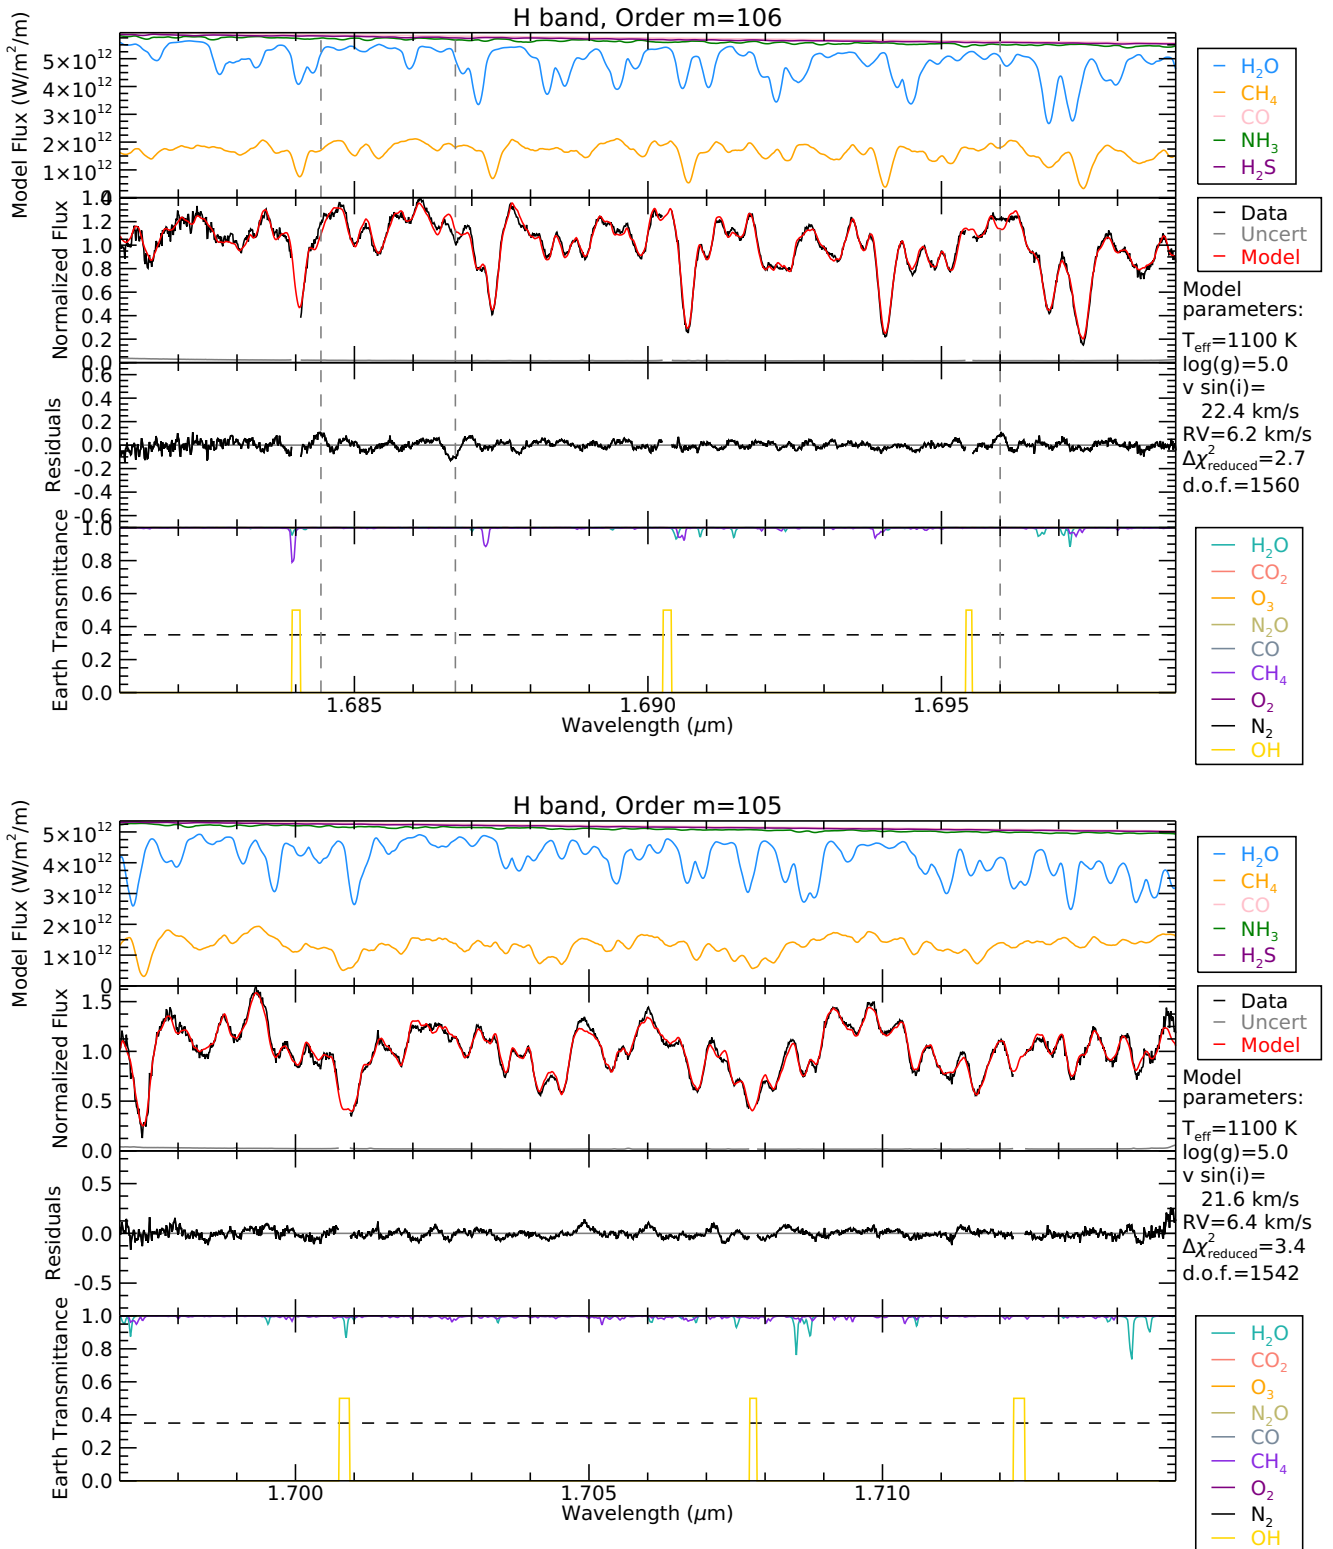 H band, Order m=106
Model Flux (W/m²/m)
5×10¹²
4×10¹²
3×10¹²
2×10¹²
1×10¹²
0
H₂O
CH₄
CO
NH₃
H₂S
Normalized Flux
1.4
1.2
1.0
0.8
0.6
0.4
0.2
0.0
Data
Uncert
Model
Model
parameters:
T_eff=1100 K
log(g)=5.0
v sin(i)=
22.4 km/s
RV=6.2 km/s
Δχ²_reduced=2.7
d.o.f.=1560
Residuals
0.6
0.4
0.2
0.0
-0.2
-0.4
-0.6
Earth Transmittance
1.0
0.8
0.6
0.4
0.2
0.0
H₂O
CO₂
O₃
N₂O
CO
CH₄
O₂
N₂
OH
1.685 1.690 1.695
Wavelength (μm)
H band, Order m=105
Model Flux (W/m²/m)
5×10¹²
4×10¹²
3×10¹²
2×10¹²
1×10¹²
0
H₂O
CH₄
CO
NH₃
H₂S
Normalized Flux
1.5
1.0
0.5
0.0
Data
Uncert
Model
Model
parameters:
T_eff=1100 K
log(g)=5.0
v sin(i)=
21.6 km/s
RV=6.4 km/s
Δχ²_reduced=3.4
d.o.f.=1542
Residuals
0.5
0.0
-0.5
Earth Transmittance
1.0
0.8
0.6
0.4
0.2
0.0
H₂O
CO₂
O₃
N₂O
CO
CH₄
O₂
N₂
OH
1.700 1.705 1.710
Wavelength (μm)